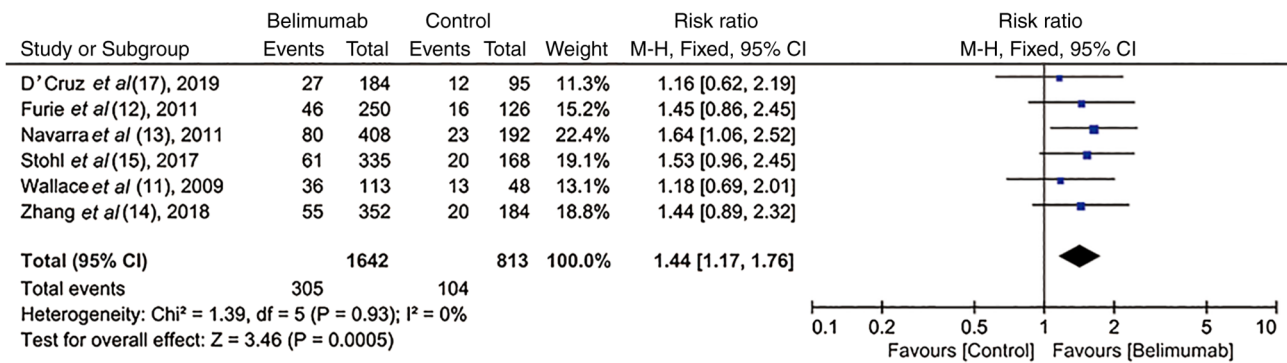 Belimumab Control Risk ratio Risk ratio
Study or Subgroup Events Total Events Total Weight M-H, Fixed, 95% CI M-H, Fixed, 95% CI
D'Cruz et al(17), 2019 27 184 12 95 11.3% 1.16 [0.62, 2.19]
Furie et al(12), 2011 46 250 16 126 15.2% 1.45 [0.86, 2.45]
Navarra et al (13), 2011 80 408 23 192 22.4% 1.64 [1.06, 2.52]
Stohl et al(15), 2017 61 335 20 168 19.1% 1.53 [0.96, 2.45]
Wallace et al (11), 2009 36 113 13 48 13.1% 1.18 [0.69, 2.01]
Zhang et al(14), 2018 55 352 20 184 18.8% 1.44 [0.89, 2.32]
Total (95% CI) 1642 813 100.0% 1.44 [1.17, 1.76]
Total events 305 104
Heterogeneity: Chi² = 1.39, df = 5 (P = 0.93); I² = 0%
Test for overall effect: Z = 3.46 (P = 0.0005)
0.1 0.2 0.5 1 2 5 10
Favours [Control] Favours [Belimumab]